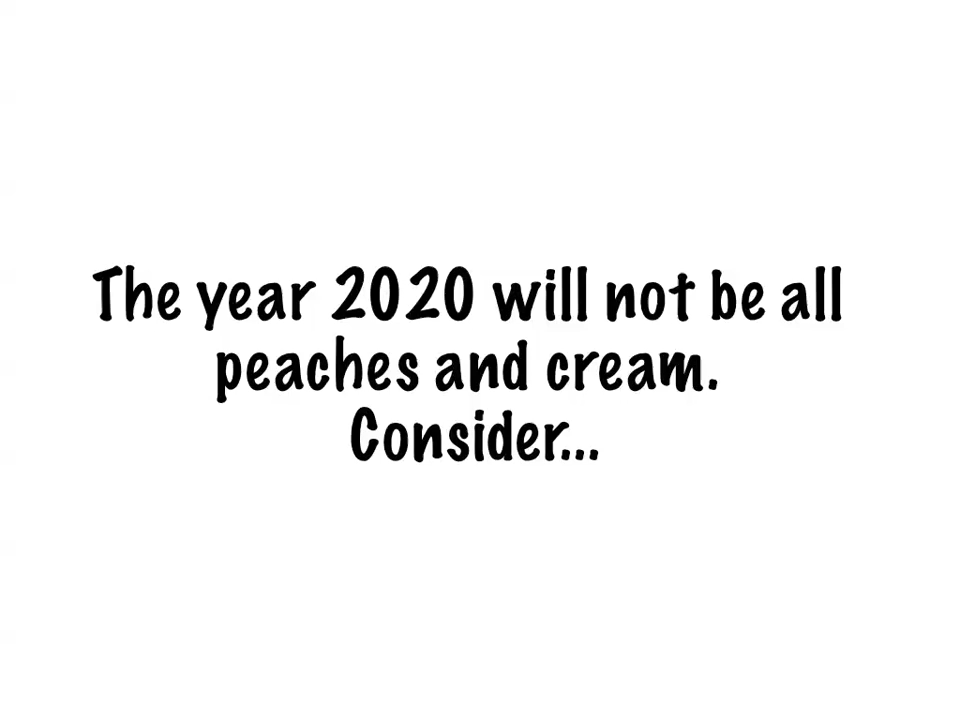 The year 2020 will not be all
peaches and cream.
Consider...